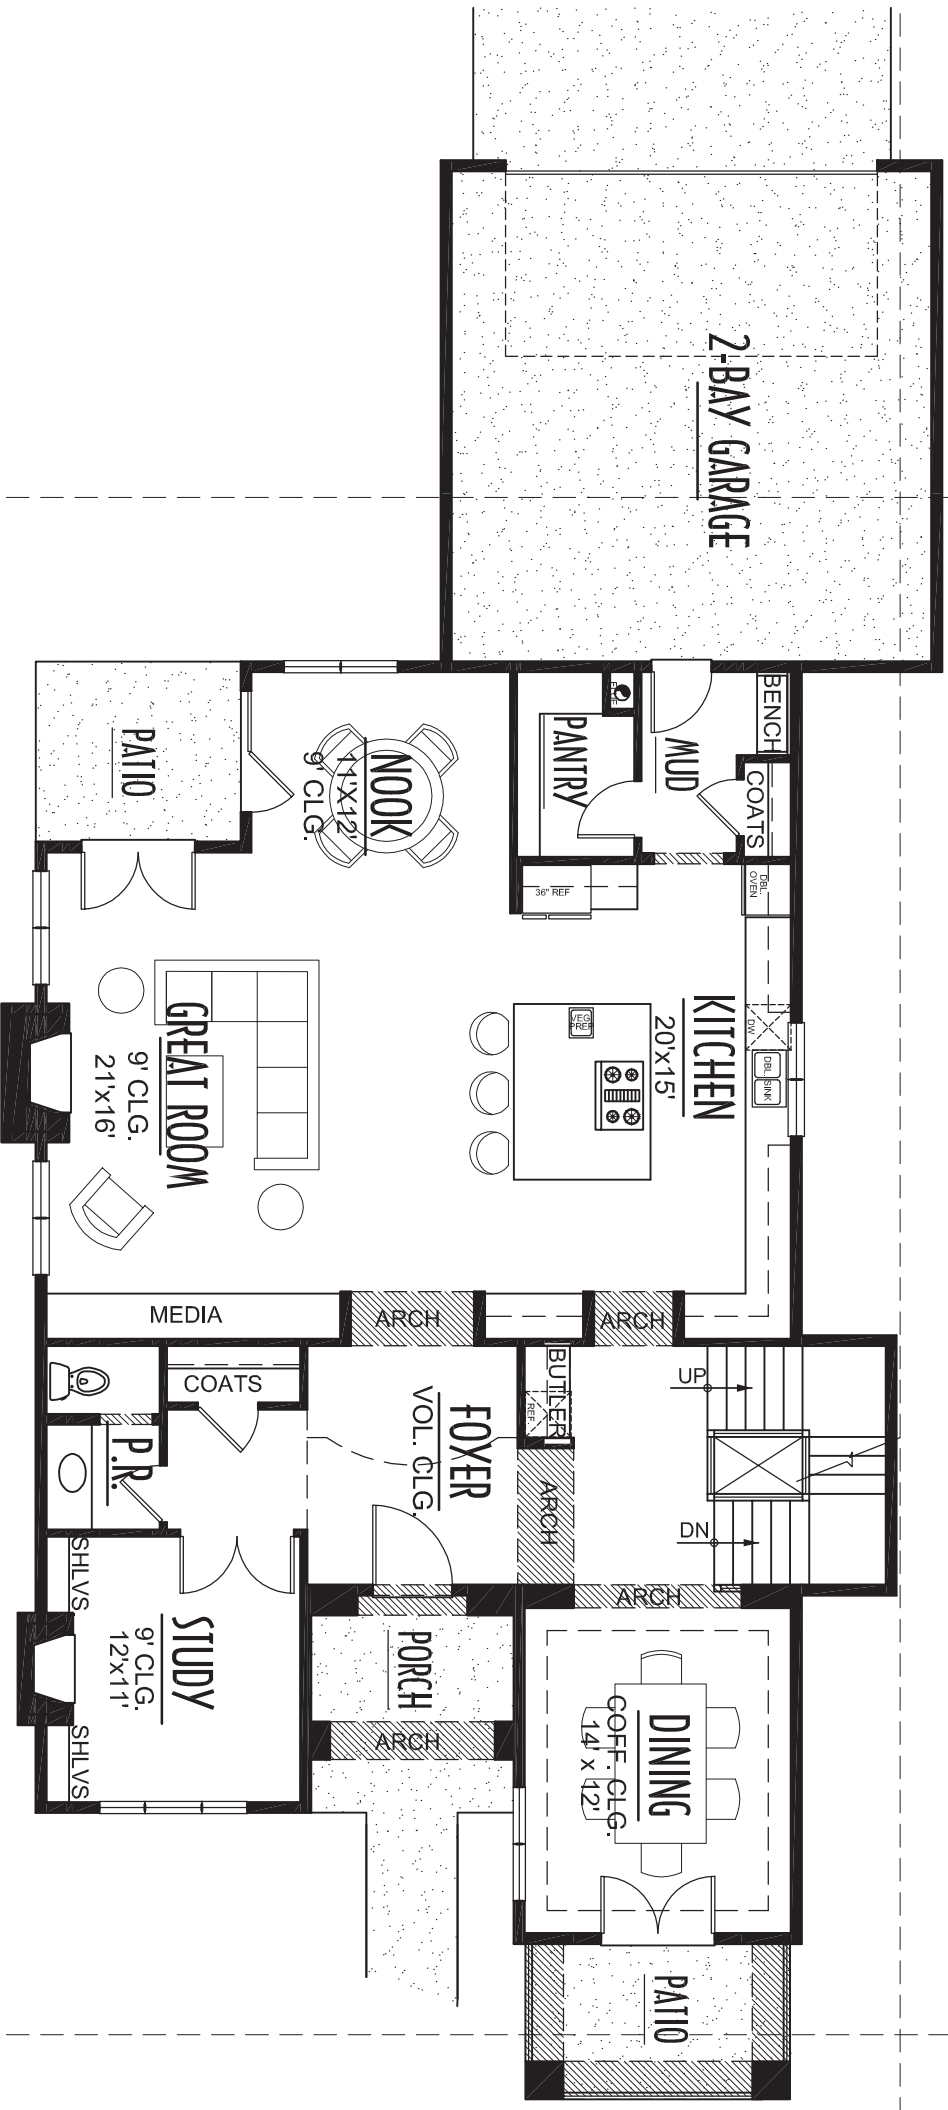 2-BAY GARAGE
BENCH
MUD
COATS
PANTRY
NOOK
11'X12'
9' CLG.
PATIO
DBL.
OVEN
36" REF
KITCHEN
20'x15'
DW
DBL. SINK
VEG
PREP
GREAT ROOM
9' CLG.
21'x16'
MEDIA
ARCH
ARCH
UP
BUTLER
REF.
COATS
FOYER
VOL. CLG.
P.R.
ARCH
DN
ARCH
SHLVS
STUDY
9' CLG.
12'x11'
SHLVS
PORCH
ARCH
DINING
COFF. CLG.
14' x 12'
PATIO